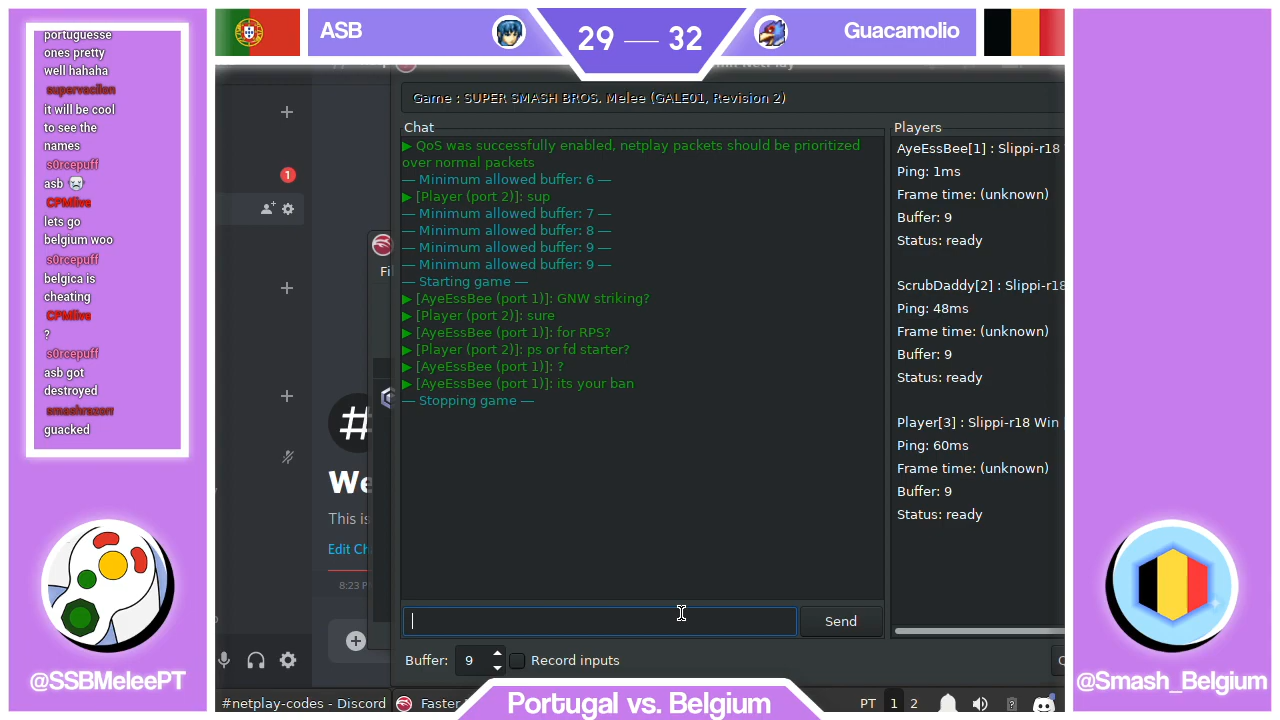 ASB
29 — 32
Guacamolio
portuguesse
ones pretty
well hahaha
supervacilon
it will be cool
to see the
names
s0rcepuff
asb
CPMlive
lets go
belgium woo
s0rcepuff
belgica is
cheating
CPMlive
?
s0rcepuff
asb got
destroyed
smashrazorr
guacked
@SSBMeleePT
1
Fi
We
This is
Edit Ch
8:23 P
Game : SUPER SMASH BROS. Melee (GALE01, Revision 2)
Chat
▶ QoS was successfully enabled, netplay packets should be prioritized
over normal packets
— Minimum allowed buffer: 6 —
▶ [Player (port 2)]: sup
— Minimum allowed buffer: 7 —
— Minimum allowed buffer: 8 —
— Minimum allowed buffer: 9 —
— Minimum allowed buffer: 9 —
— Starting game —
▶ [AyeEssBee (port 1)]: GNW striking?
▶ [Player (port 2)]: sure
▶ [AyeEssBee (port 1)]: for RPS?
▶ [Player (port 2)]: ps or fd starter?
▶ [AyeEssBee (port 1)]: ?
▶ [AyeEssBee (port 1)]: its your ban
— Stopping game —
Send
Buffer: 9
Record inputs
Players
AyeEssBee[1] : Slippi-r18
Ping: 1ms
Frame time: (unknown)
Buffer: 9
Status: ready
ScrubDaddy[2] : Slippi-r18
Ping: 48ms
Frame time: (unknown)
Buffer: 9
Status: ready
Player[3] : Slippi-r18 Win
Ping: 60ms
Frame time: (unknown)
Buffer: 9
Status: ready
#netplay-codes - Discord
Faster
PT 1 2
Portugal vs. Belgium
@Smash_Belgium